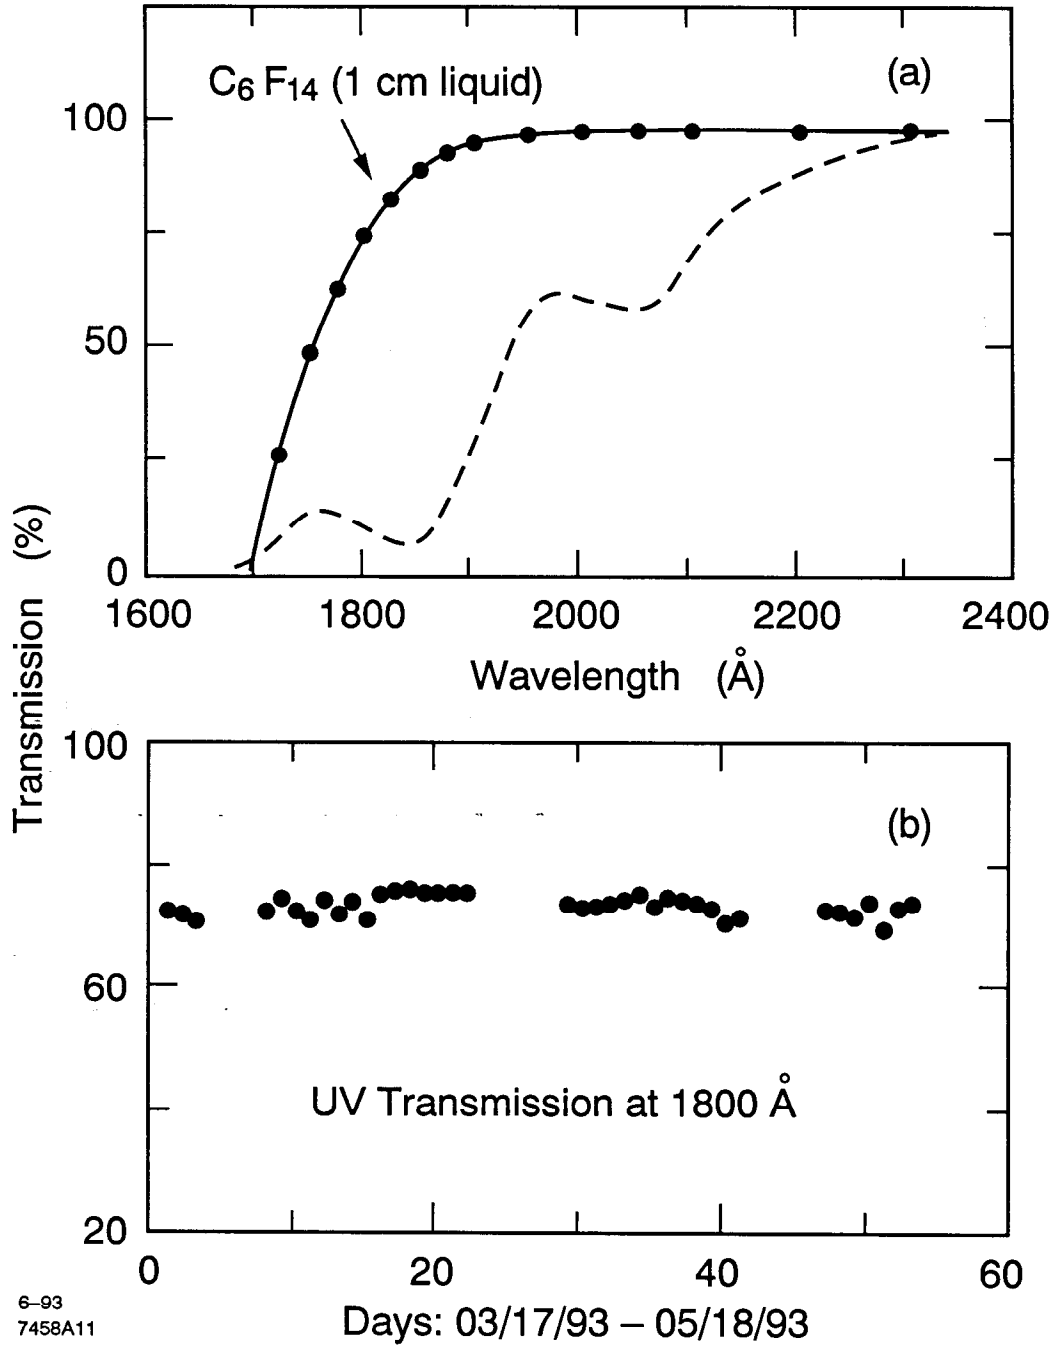 C6 F14 (1 cm liquid)
(a)
100
50
0
1600 1800 2000 2200 2400
Wavelength (Å)
Transmission (%)
100
(b)
60
UV Transmission at 1800 Å
20
0 20 40 60
Days: 03/17/93 – 05/18/93
6–93
7458A11